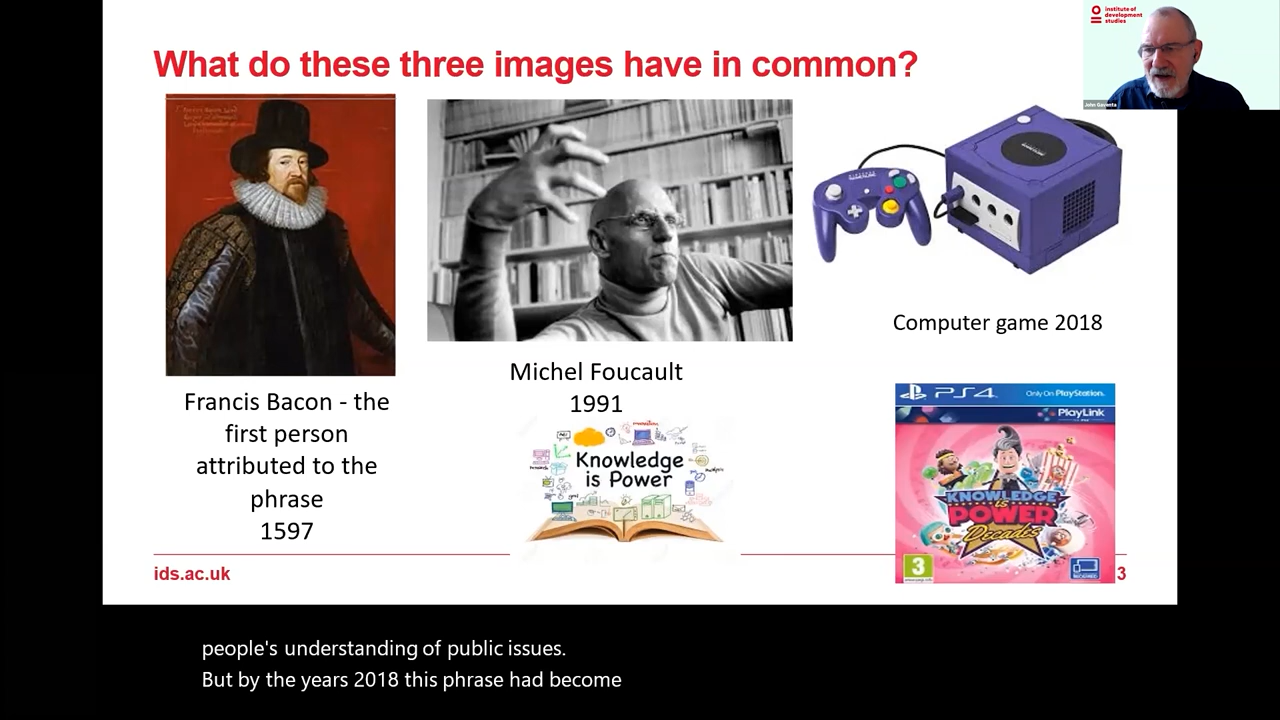 What do these three images have in common?
institute of
development
studies
John Gaventa
Francis Bacon - the
first person
attributed to the
phrase
1597
Michel Foucault
1991
Knowledge
is Power
Computer game 2018
PS4
Only On PlayStation.
PlayLink
KNOWLEDGE
is
POWER
Decades
3
ids.ac.uk
3
people's understanding of public issues.
But by the years 2018 this phrase had become